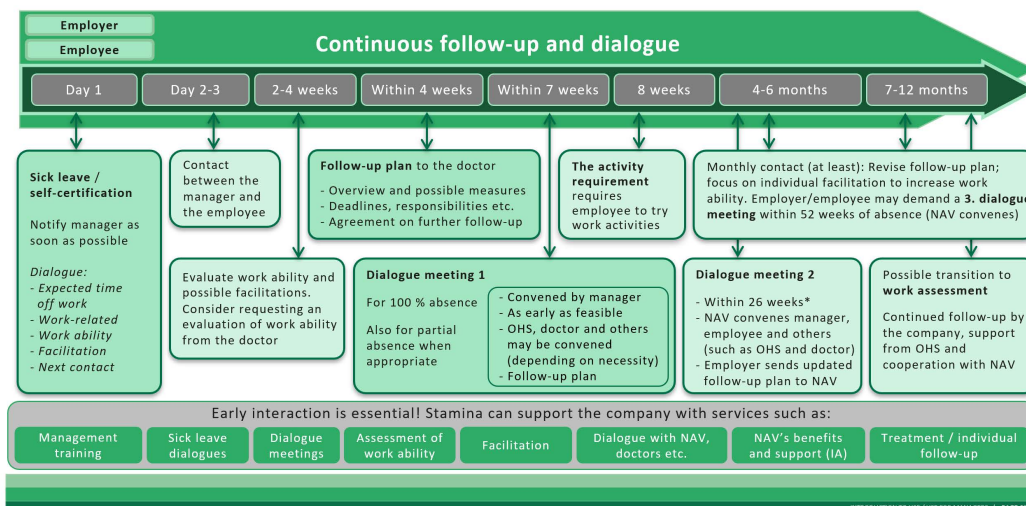 Employer
Employee
Continuous follow-up and dialogue
Day 1
Day 2-3
2-4 weeks
Within 4 weeks
Within 7 weeks
8 weeks
4-6 months
7-12 months
Sick leave /
self-certification
Notify manager as
soon as possible
Dialogue:
- Expected time
off work
- Work-related
- Work ability
- Facilitation
- Next contact
Contact
between the
manager and
the employee
Follow-up plan to the doctor
- Overview and possible measures
- Deadlines, responsibilities etc.
- Agreement on further follow-up
The activity
requirement
requires
employee to try
work activities
Monthly contact (at least): Revise follow-up plan;
focus on individual facilitation to increase work
ability. Employer/employee may demand a 3. dialogue
meeting within 52 weeks of absence (NAV convenes)
Evaluate work ability and
possible facilitations.
Consider requesting an
evaluation of work ability
from the doctor
Dialogue meeting 1
For 100 % absence
Also for partial
absence when
appropriate
- Convened by manager
- As early as feasible
- OHS, doctor and others
may be convened
(depending on necessity)
- Follow-up plan
Dialogue meeting 2
- Within 26 weeks*
- NAV convenes manager,
employee and others
(such as OHS and doctor)
- Employer sends updated
follow-up plan to NAV
Possible transition to
work assessment
Continued follow-up by
the company, support
from OHS and
cooperation with NAV
Early interaction is essential! Stamina can support the company with services such as:
Management
training
Sick leave
dialogues
Dialogue
meetings
Assessment of
work ability
Facilitation
Dialogue with NAV,
doctors etc.
NAV's benefits
and support (IA)
Treatment / individual
follow-up